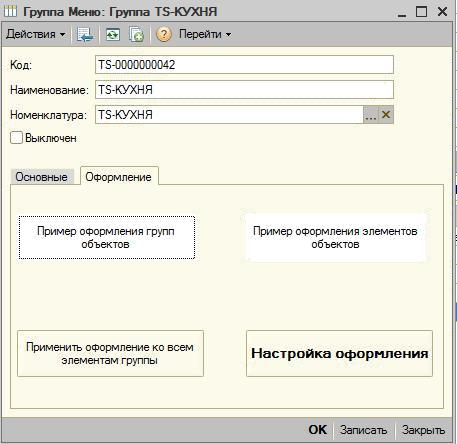 Группа Меню: Группа TS-КУХНЯ
Действия Перейти
Код: TS-0000000042
Наименование: TS-КУХНЯ
Номенклатура: TS-КУХНЯ ...
Выключен
Основные Оформление
Пример оформления групп
объектов
Пример оформления элементов
объектов
Применить оформление ко всем
элементам группы
Настройка оформления
OK Записать Закрыть